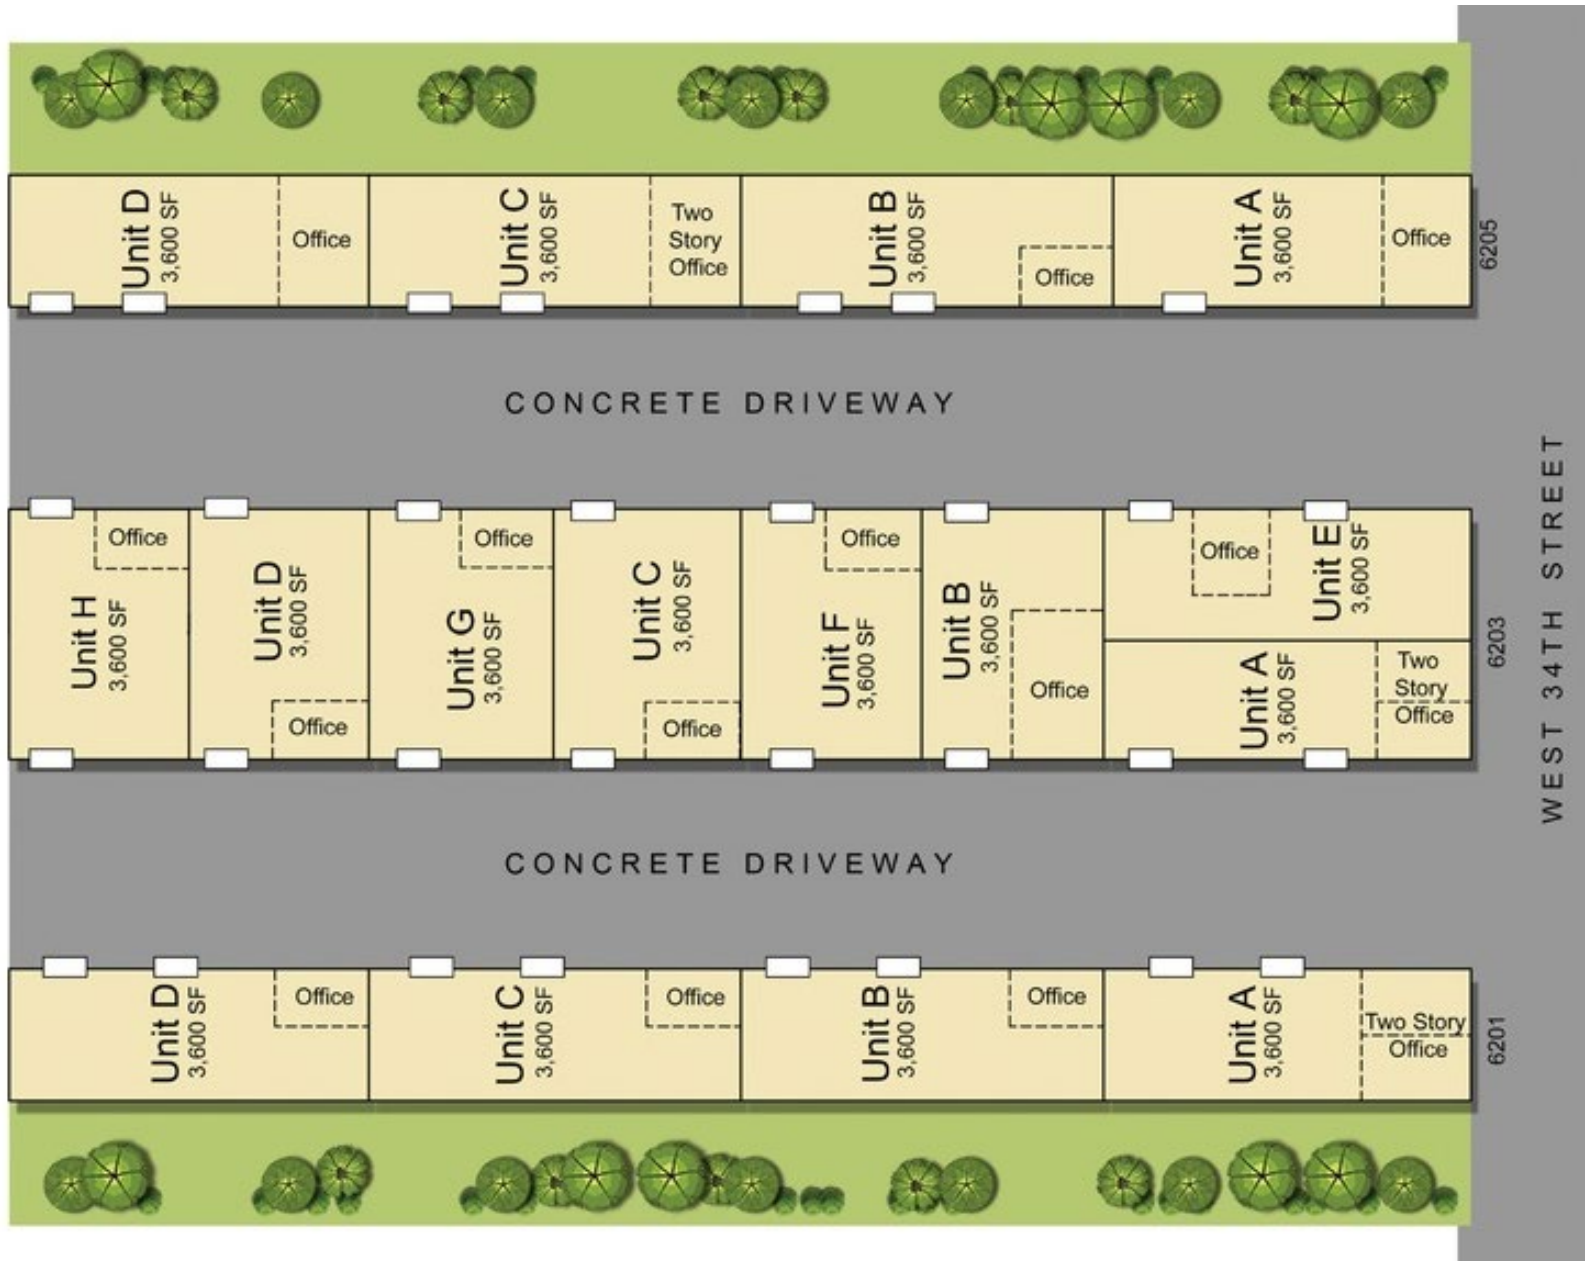 Unit D
3,600 SF
Office
Unit C
3,600 SF
Two
Story
Office
Unit B
3,600 SF
Office
Unit A
3,600 SF
Office
6205
CONCRETE DRIVEWAY
Unit H
3,600 SF
Office
Unit D
3,600 SF
Office
Unit G
3,600 SF
Office
Unit C
3,600 SF
Office
Unit F
3,600 SF
Office
Unit B
3,600 SF
Office
Office
Unit E
3,600 SF
Unit A
3,600 SF
Two
Story
Office
6203
WEST 34TH STREET
CONCRETE DRIVEWAY
Unit D
3,600 SF
Office
Unit C
3,600 SF
Office
Unit B
3,600 SF
Office
Unit A
3,600 SF
Two Story
Office
6201